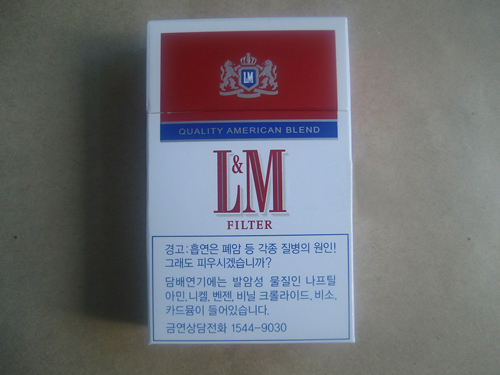 LM
QUALITY AMERICAN BLEND
L&M
FILTER
경고:흡연은 폐암 등 각종 질병의 원인!
그래도 피우시겠습니까?
담배연기에는 발암성 물질인 나프틸
아민, 니켈, 벤젠, 비닐 크롤라이드, 비소,
카드뮴이 들어있습니다.
금연상담전화 1544-9030